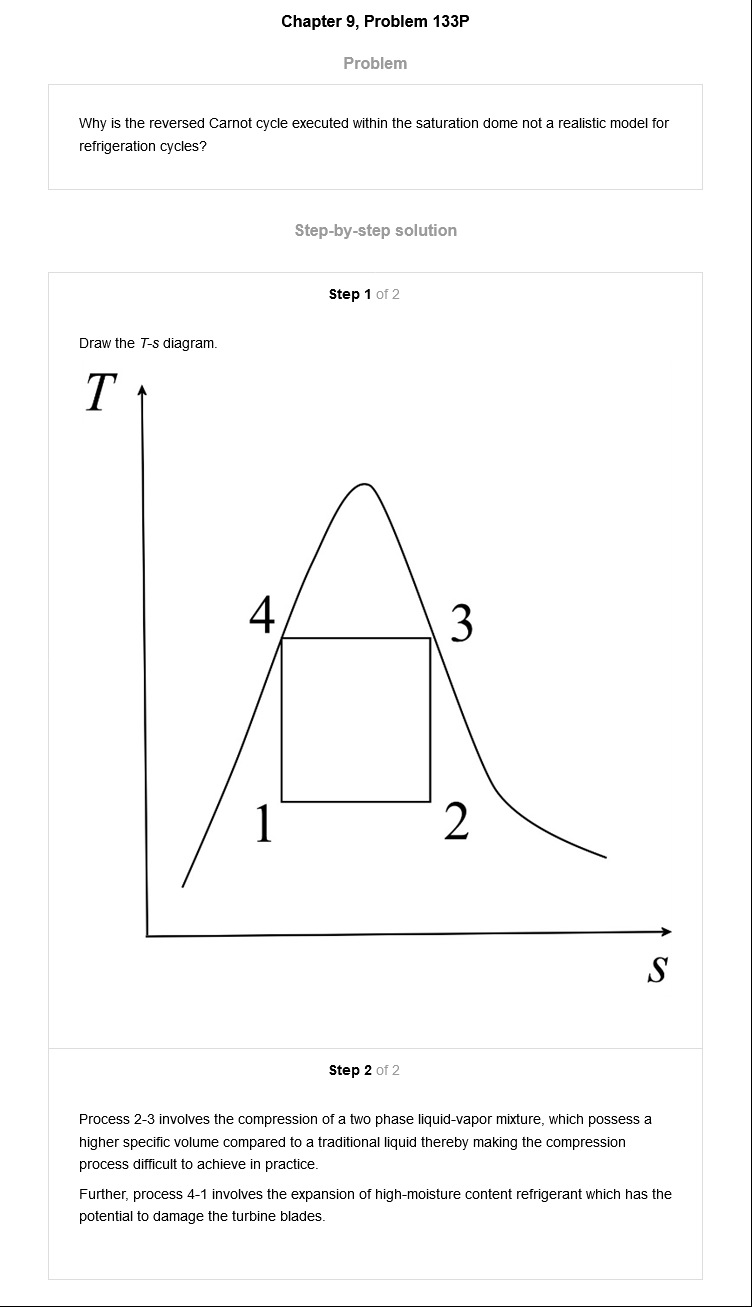 Chapter 9, Problem 133P
Problem
Why is the reversed Carnot cycle executed within the saturation dome not a realistic model for
refrigeration cycles?
Step-by-step solution
Step 1 of 2
Draw the T-s diagram.
T
4
3
1
2
s
Step 2 of 2
Process 2-3 involves the compression of a two phase liquid-vapor mixture, which possess a
higher specific volume compared to a traditional liquid thereby making the compression
process difficult to achieve in practice.
Further, process 4-1 involves the expansion of high-moisture content refrigerant which has the
potential to damage the turbine blades.